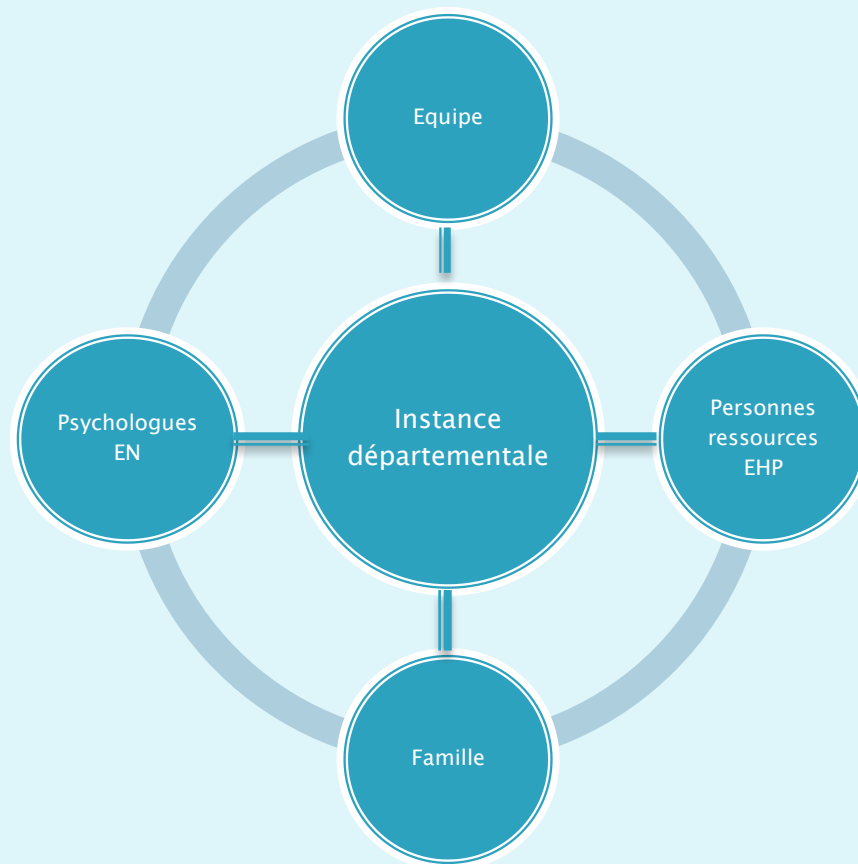 Equipe
Psychologues
EN
Instance
départementale
Personnes
ressources
EHP
Famille